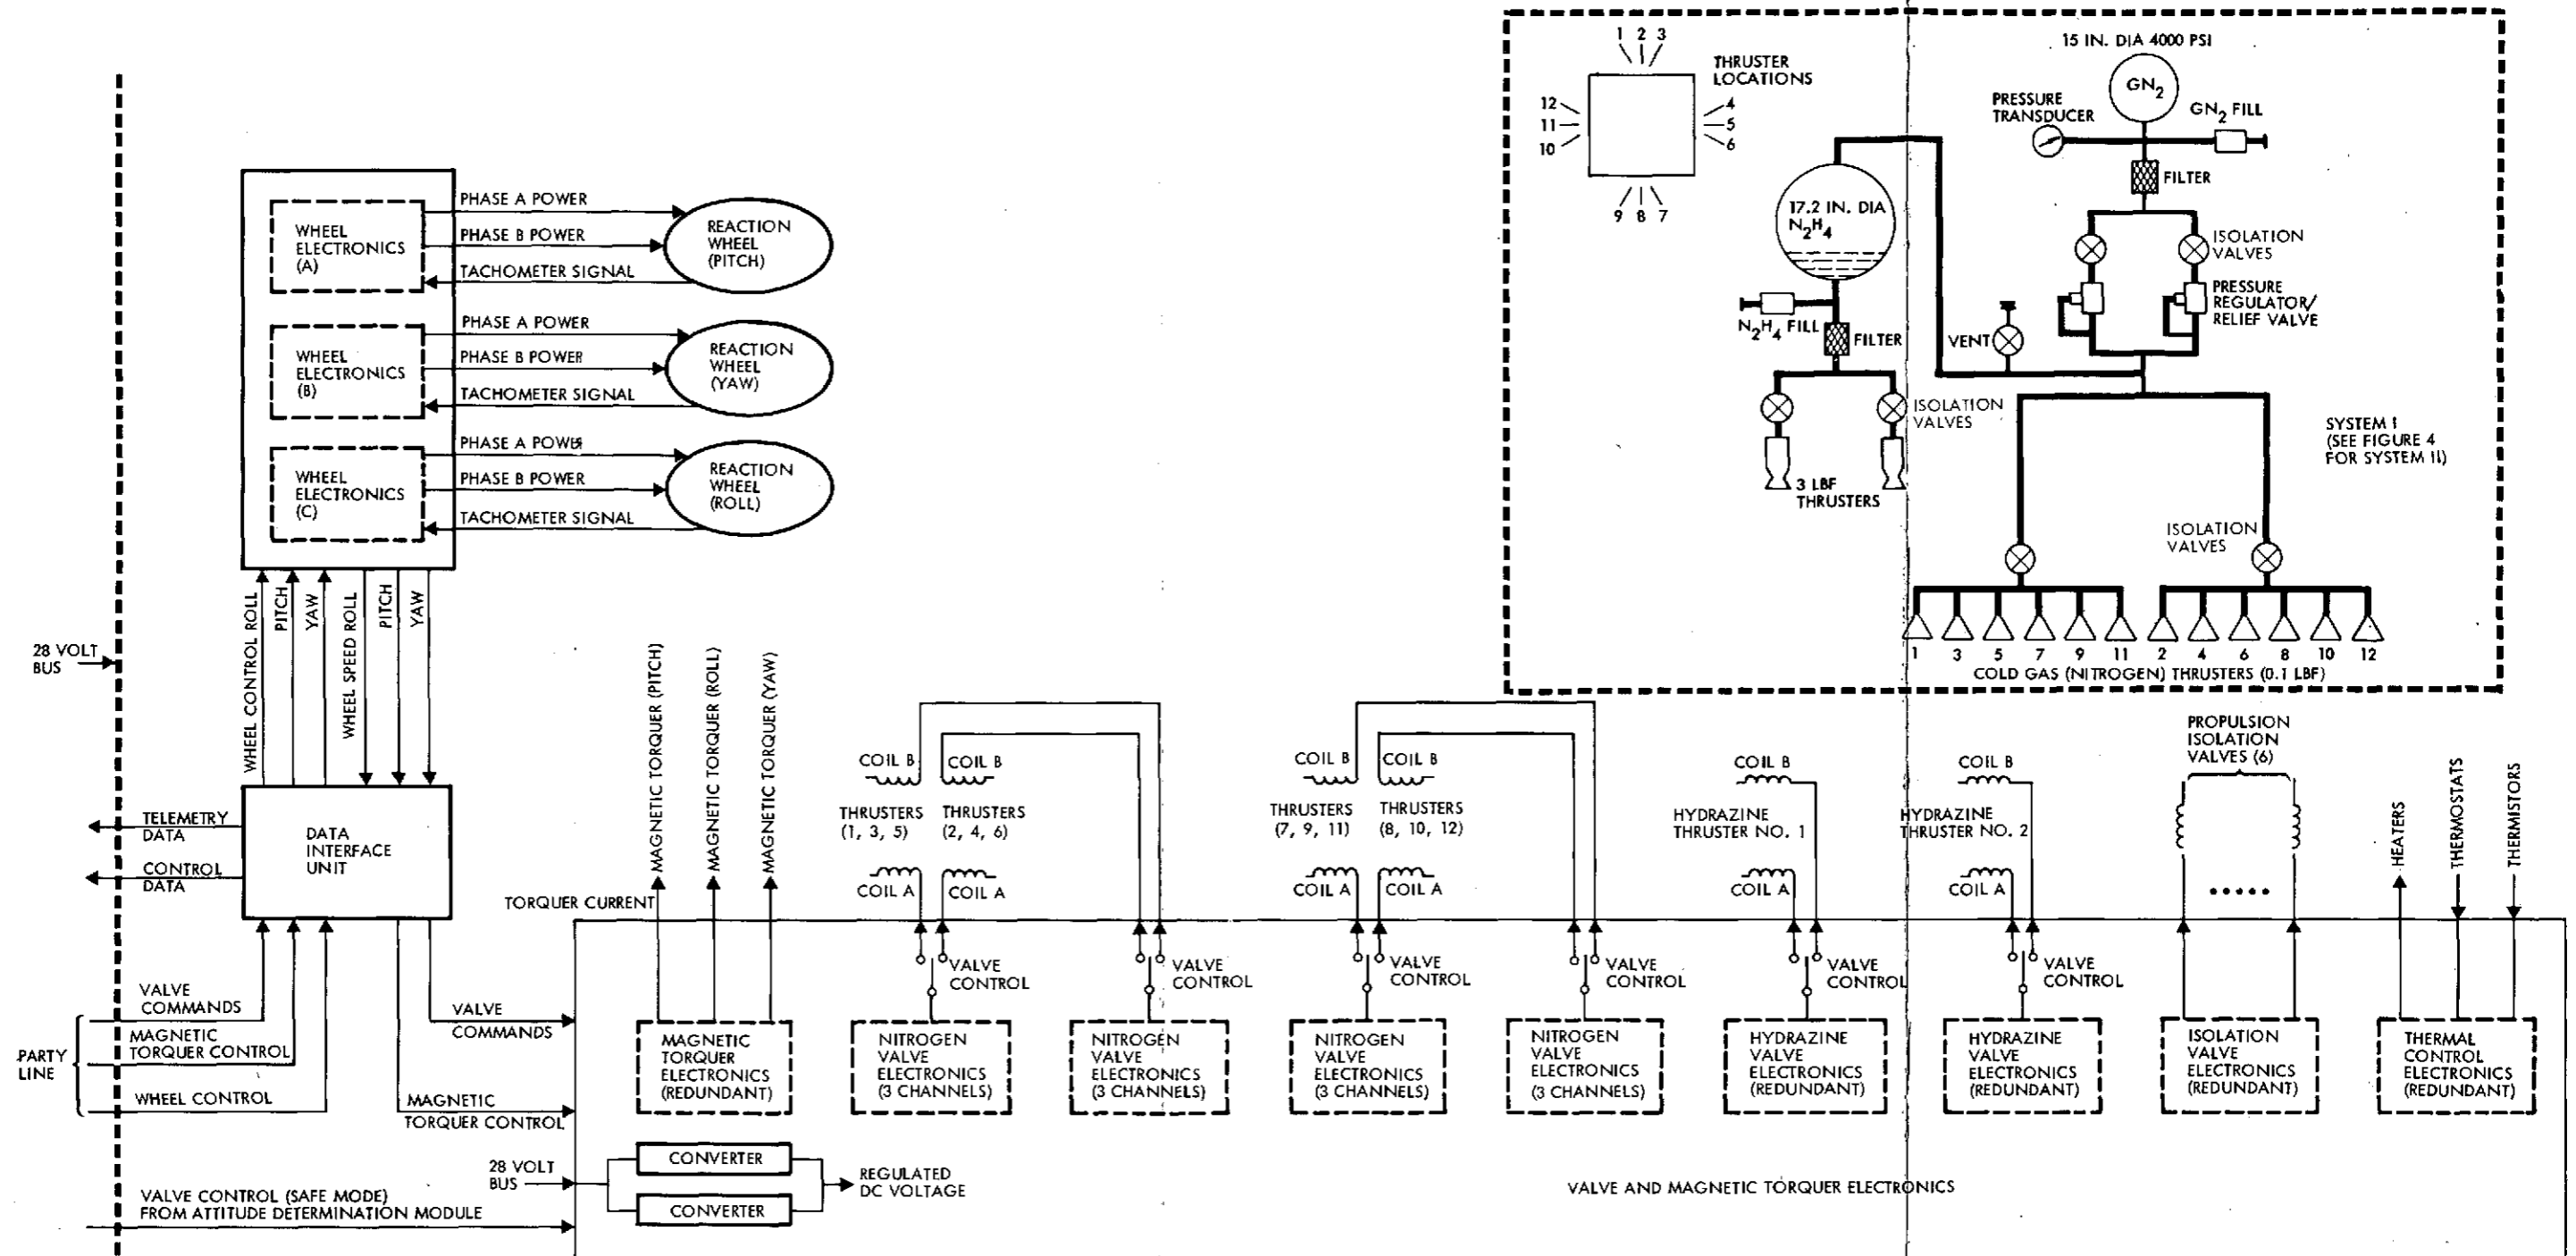 1 2 3
THRUSTER
LOCATIONS
12
11
10
4
5
6
9 8 7
15 IN. DIA 4000 PSI
GN2
PRESSURE
TRANSDUCER
GN2 FILL
FILTER
17.2 IN. DIA
N2H4
ISOLATION
VALVES
PRESSURE
REGULATOR/
RELIEF VALVE
N2H4 FILL
FILTER
VENT
ISOLATION
VALVES
3 LBF
THRUSTERS
SYSTEM I
(SEE FIGURE 4
FOR SYSTEM II)
ISOLATION
VALVES
1 3 5 7 9 11 2 4 6 8 10 12
COLD GAS (NITROGEN) THRUSTERS (0.1 LBF)
WHEEL
ELECTRONICS
(A)
PHASE A POWER
PHASE B POWER
TACHOMETER SIGNAL
REACTION
WHEEL
(PITCH)
WHEEL
ELECTRONICS
(B)
PHASE A POWER
PHASE B POWER
TACHOMETER SIGNAL
REACTION
WHEEL
(YAW)
WHEEL
ELECTRONICS
(C)
PHASE A POWER
PHASE B POWER
TACHOMETER SIGNAL
REACTION
WHEEL
(ROLL)
28 VOLT
BUS
WHEEL CONTROL ROLL
PITCH
YAW
WHEEL SPEED ROLL
PITCH
YAW
TELEMETRY
DATA
CONTROL
DATA
DATA
INTERFACE
UNIT
PARTY
LINE
VALVE
COMMANDS
MAGNETIC
TORQUER CONTROL
WHEEL CONTROL
VALVE
COMMANDS
MAGNETIC
TORQUER CONTROL
VALVE CONTROL (SAFE MODE)
FROM ATTITUDE DETERMINATION MODULE
28 VOLT
BUS
CONVERTER
CONVERTER
REGULATED
DC VOLTAGE
TORQUER CURRENT
MAGNETIC TORQUER (PITCH)
MAGNETIC TORQUER (ROLL)
MAGNETIC TORQUER (YAW)
COIL B
COIL B
THRUSTERS
(1, 3, 5)
THRUSTERS
(2, 4, 6)
COIL A
COIL A
COIL B
COIL B
THRUSTERS
(7, 9, 11)
THRUSTERS
(8, 10, 12)
COIL A
COIL A
COIL B
HYDRAZINE
THRUSTER NO. 1
COIL A
COIL B
HYDRAZINE
THRUSTER NO. 2
COIL A
PROPULSION
ISOLATION
VALVES (6)
HEATERS
THERMOSTATS
THERMISTORS
VALVE
CONTROL
VALVE
CONTROL
VALVE
CONTROL
VALVE
CONTROL
VALVE
CONTROL
VALVE
CONTROL
MAGNETIC
TORQUER
ELECTRONICS
(REDUNDANT)
NITROGEN
VALVE
ELECTRONICS
(3 CHANNELS)
NITROGEN
VALVE
ELECTRONICS
(3 CHANNELS)
NITROGEN
VALVE
ELECTRONICS
(3 CHANNELS)
NITROGEN
VALVE
ELECTRONICS
(3 CHANNELS)
HYDRAZINE
VALVE
ELECTRONICS
(REDUNDANT)
HYDRAZINE
VALVE
ELECTRONICS
(REDUNDANT)
ISOLATION
VALVE
ELECTRONICS
(REDUNDANT)
THERMAL
CONTROL
ELECTRONICS
(REDUNDANT)
VALVE AND MAGNETIC TORQUER ELECTRONICS